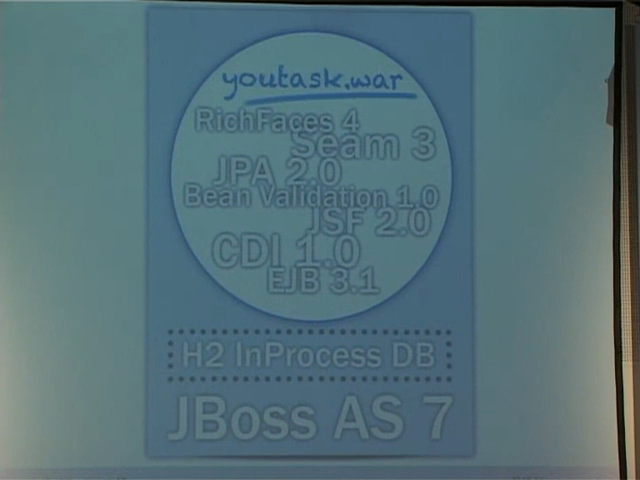 youtask.war
RichFaces 4
Seam 3
JPA 2.0
Bean Validation 1.0
JSF 2.0
CDI 1.0
EJB 3.1
H2 InProcess DB
JBoss AS 7